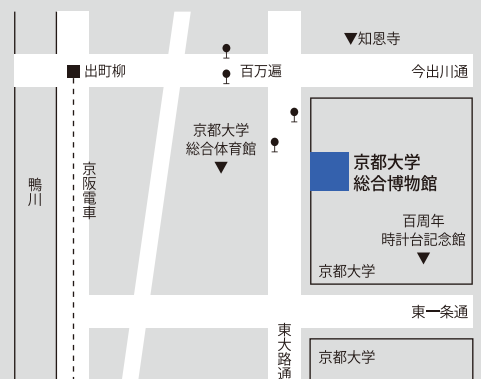 知恩寺
出町柳
百万遍
今出川通
京都大学
総合体育館
京都大学
総合博物館
京阪電車
鴨川
百周年
時計台記念館
京都大学
東一条通
東大路通
京都大学